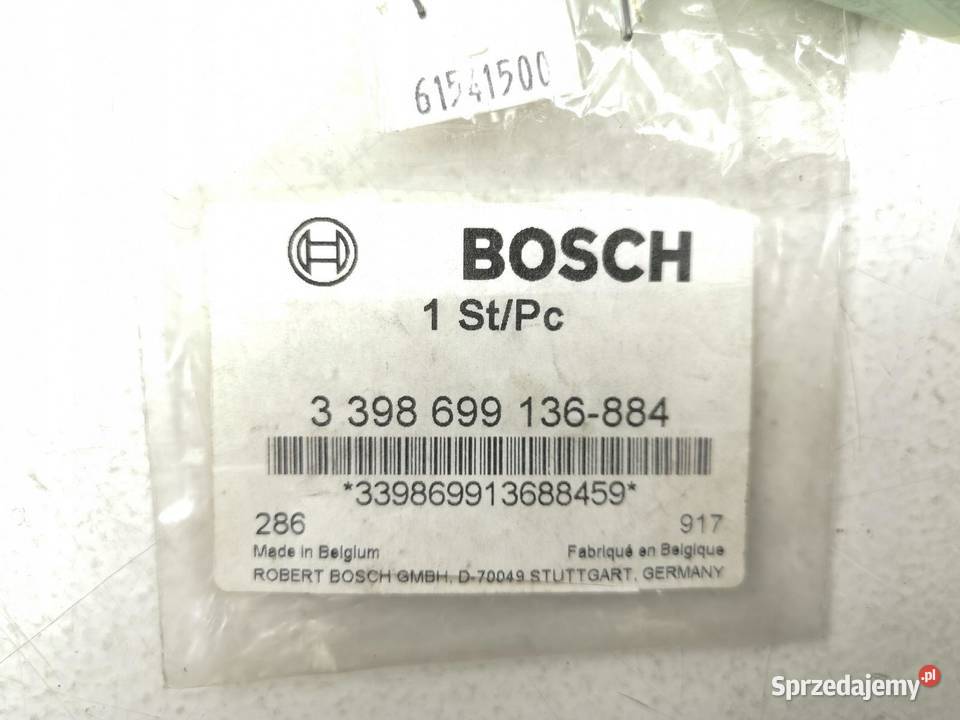 61541500
BOSCH
1 St/Pc
3 398 699 136-884
*339869913688459*
286 917
Made in Belgium Fabriqué en Belgique
ROBERT BOSCH GMBH, D-70049 STUTTGART, GERMANY
Sprzedajemy.pl